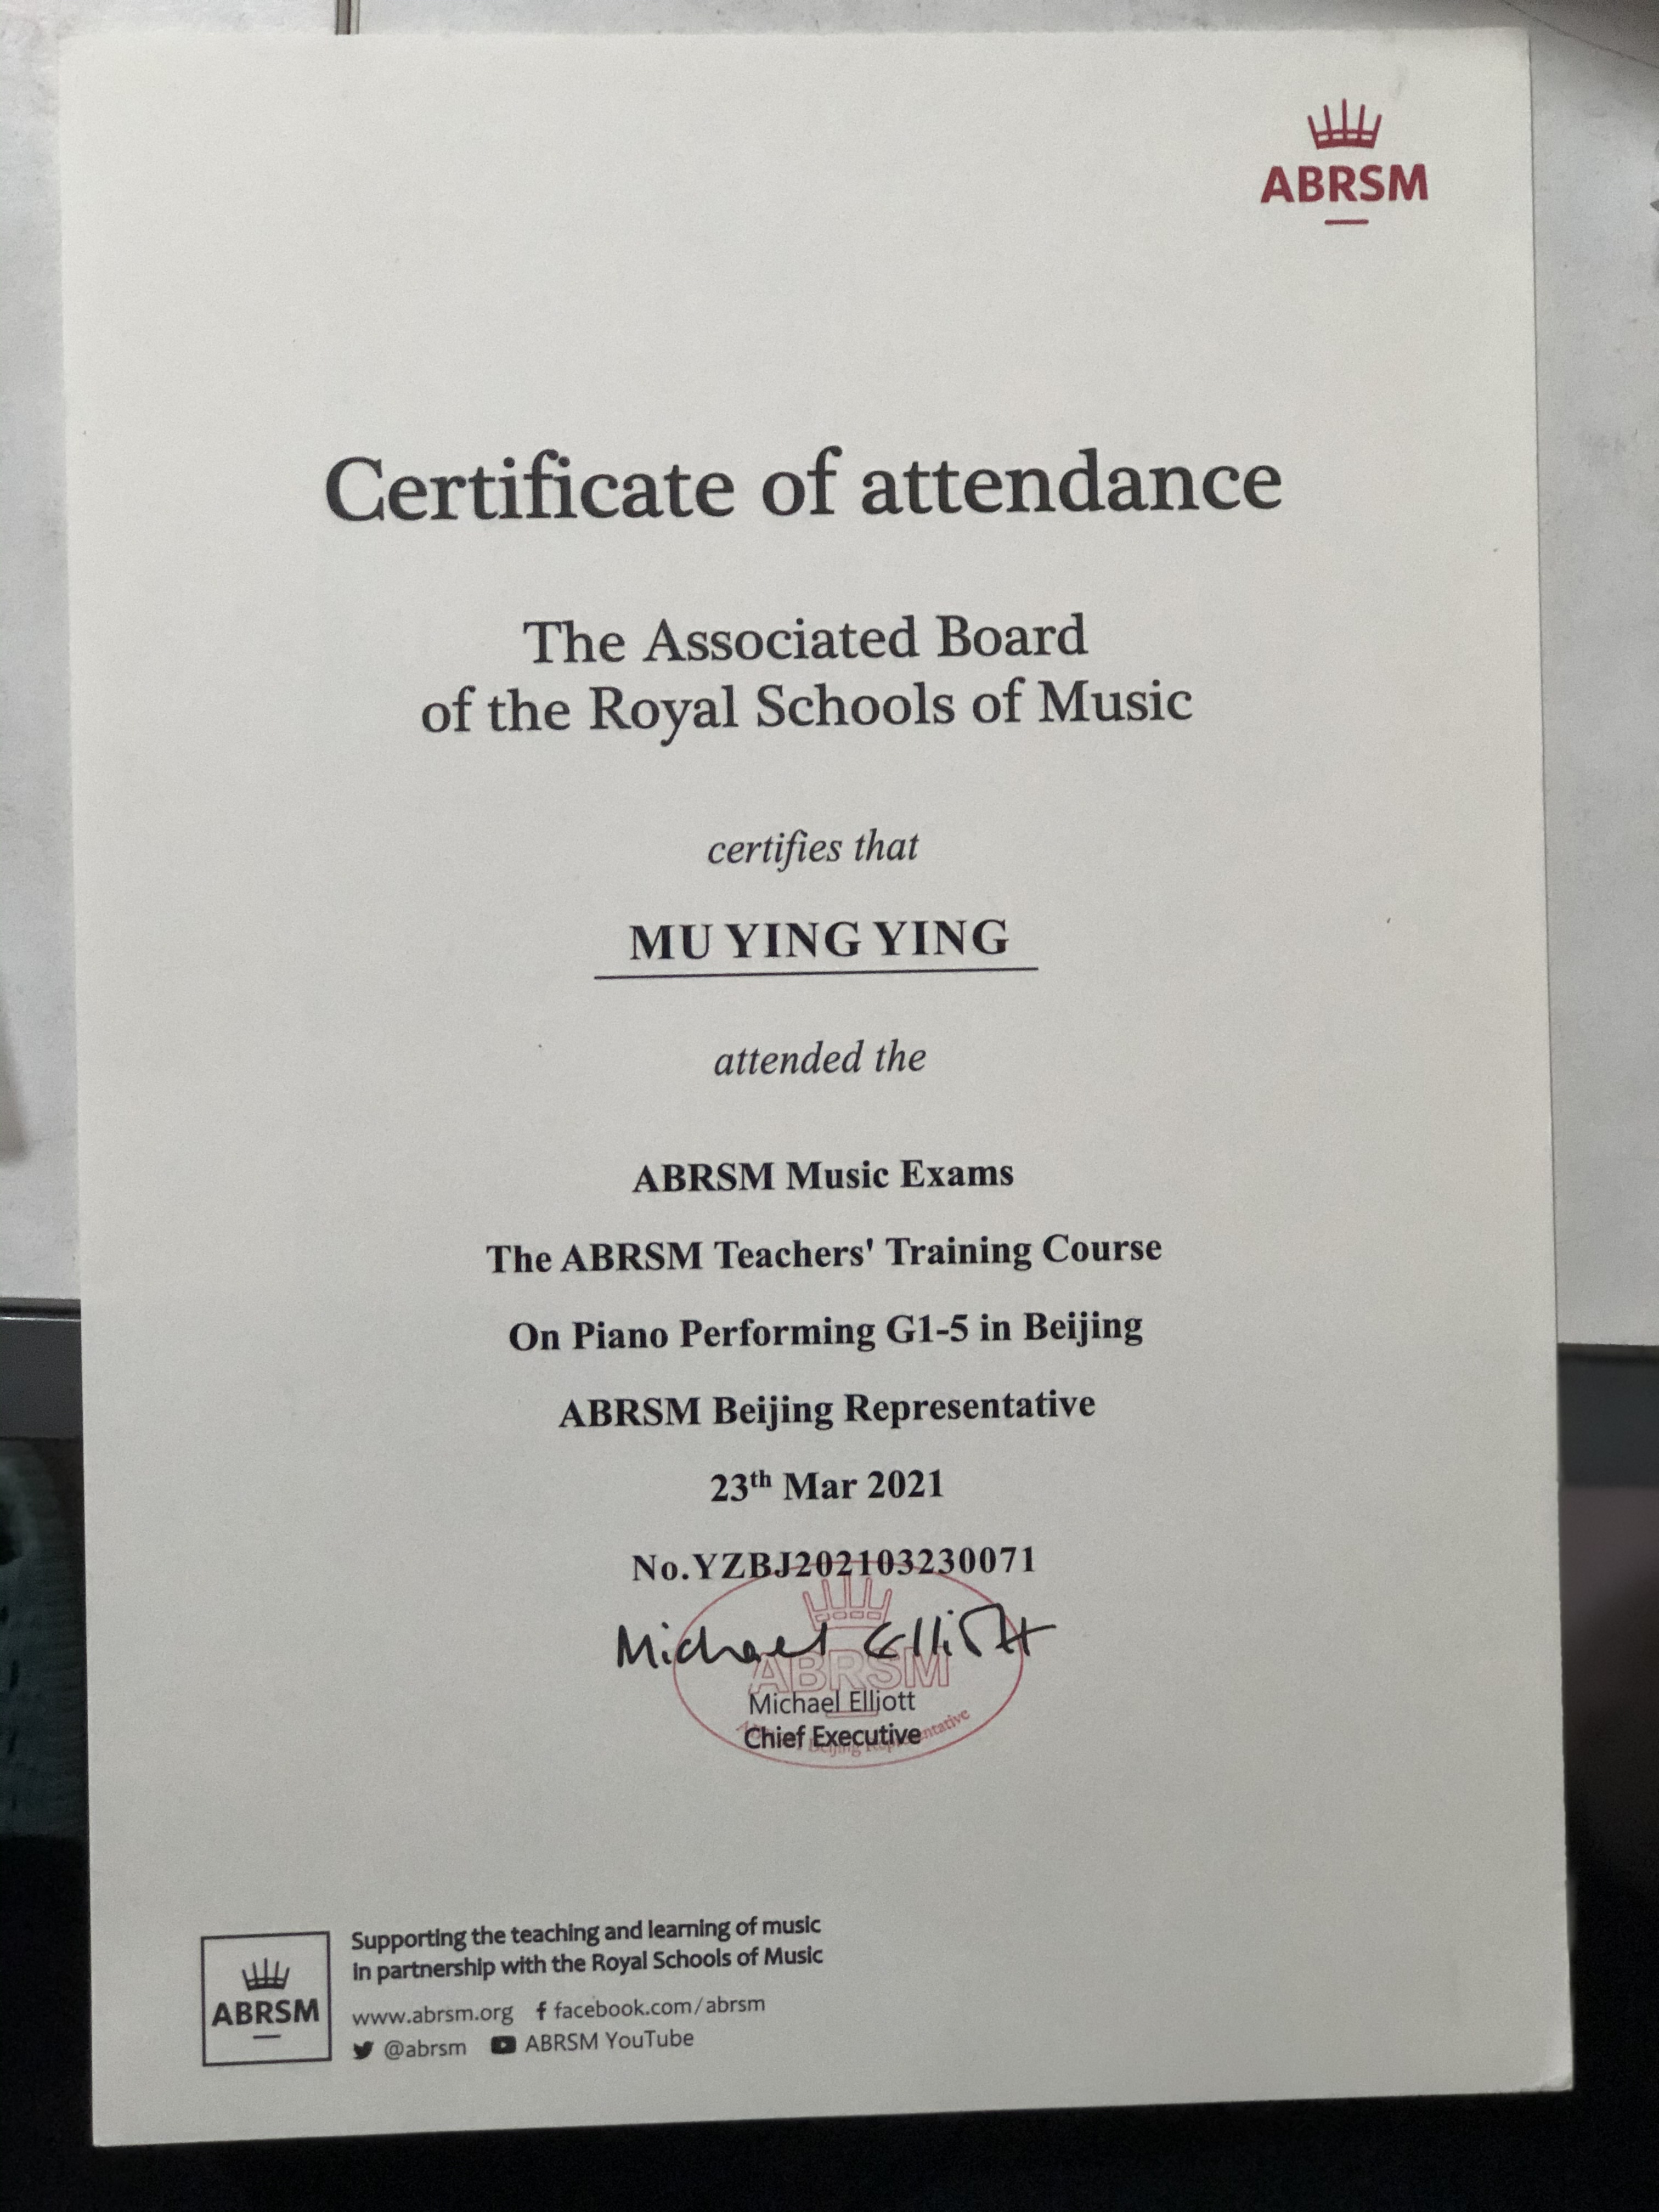 ABRSM
Certificate of attendance
The Associated Board
of the Royal Schools of Music
certifies that
MU YING YING
attended the
ABRSM Music Exams
The ABRSM Teachers' Training Course
On Piano Performing G1-5 in Beijing
ABRSM Beijing Representative
23th Mar 2021
No.YZBJ202103230071
Michael Elliott
ABRSM
Michael Elliott
Chief Executive
Beijing Representative
Supporting the teaching and learning of music
in partnership with the Royal Schools of Music
ABRSM
www.abrsm.org f facebook.com/abrsm
@abrsm ABRSM YouTube